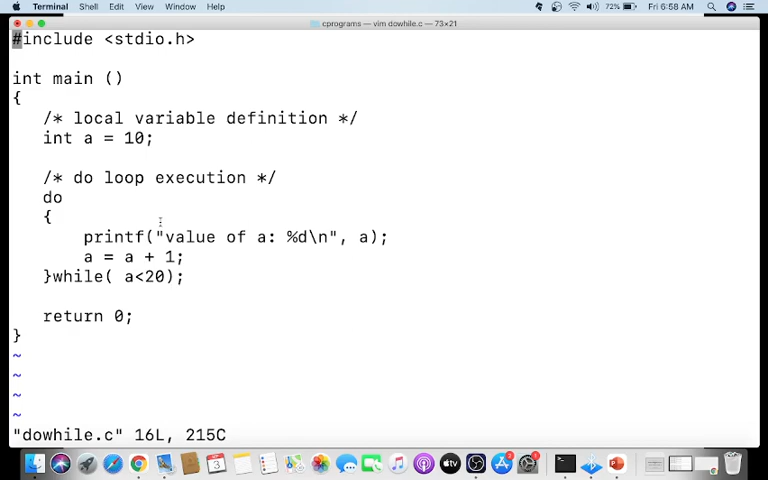 Terminal Shell Edit View Window Help 72% Fri 6:58 AM
cprograms — vim dowhile.c — 73×21
#include <stdio.h>
int main ()
{
/* local variable definition */
int a = 10;
/* do loop execution */
do
{
printf("value of a: %d\n", a);
a = a + 1;
}while( a<20);
return 0;
}
~
~
~
~
"dowhile.c" 16L, 215C
3
tv